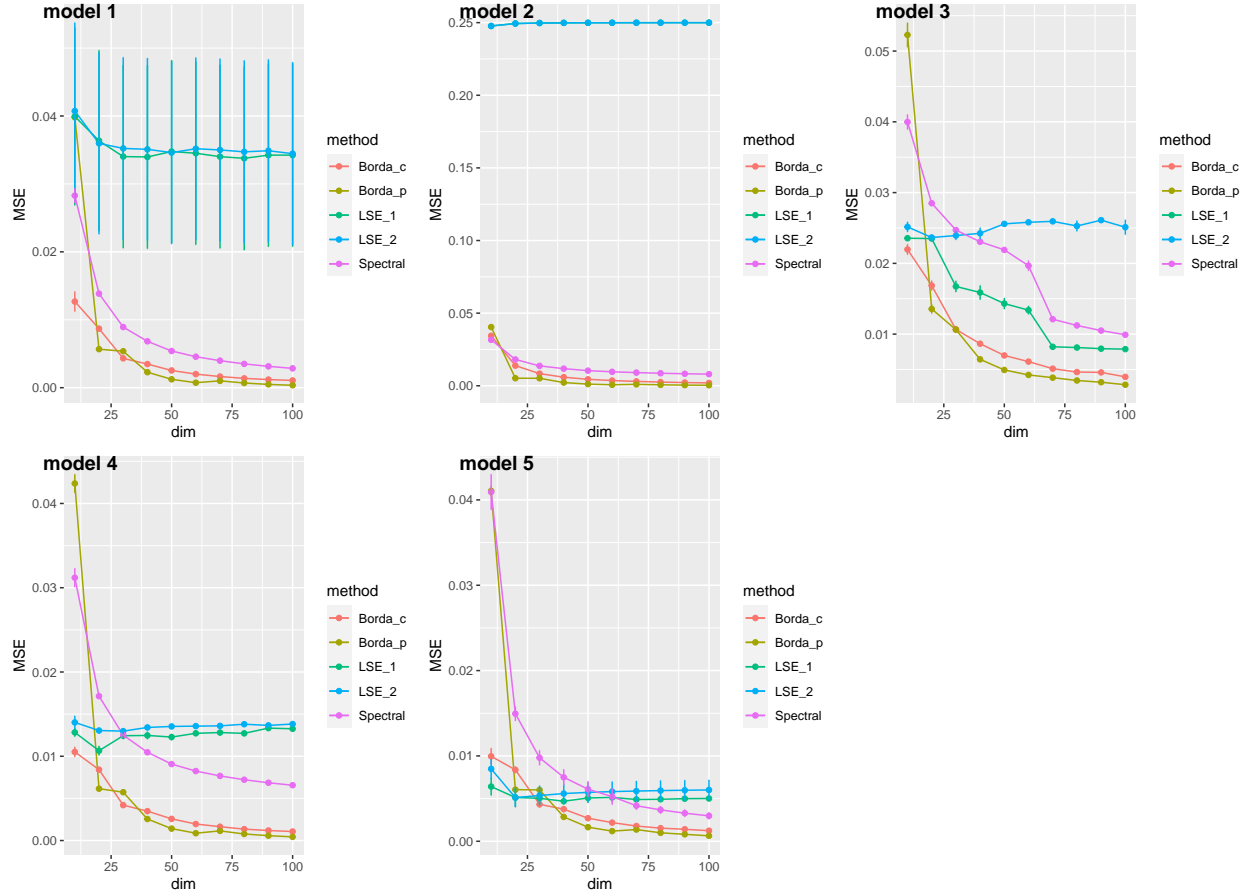 model 1
MSE
0.04
0.02
0.00
25
50
75
100
dim
method
Borda_c
Borda_p
LSE_1
LSE_2
Spectral
model 2
MSE
0.25
0.20
0.15
0.10
0.05
0.00
25
50
75
100
dim
method
Borda_c
Borda_p
LSE_1
LSE_2
Spectral
model 3
MSE
0.05
0.04
0.03
0.02
0.01
25
50
75
100
dim
method
Borda_c
Borda_p
LSE_1
LSE_2
Spectral
model 4
MSE
0.04
0.03
0.02
0.01
0.00
25
50
75
100
dim
method
Borda_c
Borda_p
LSE_1
LSE_2
Spectral
model 5
MSE
0.04
0.03
0.02
0.01
0.00
25
50
75
100
dim
method
Borda_c
Borda_p
LSE_1
LSE_2
Spectral